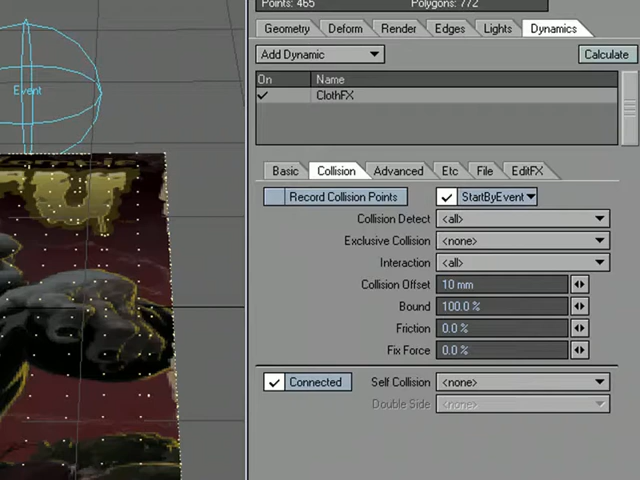 Points: 465 Polygons: 772
Geometry Deform Render Edges Lights Dynamics
Add Dynamic Calculate
On Name
ClothFX
Event
Basic Collision Advanced Etc File EditFX
Record Collision Points StartByEvent
Collision Detect <all>
Exclusive Collision <none>
Interaction <all>
Collision Offset 10 mm
Bound 100.0 %
Friction 0.0 %
Fix Force 0.0 %
Connected Self Collision <none>
Double Side <none>